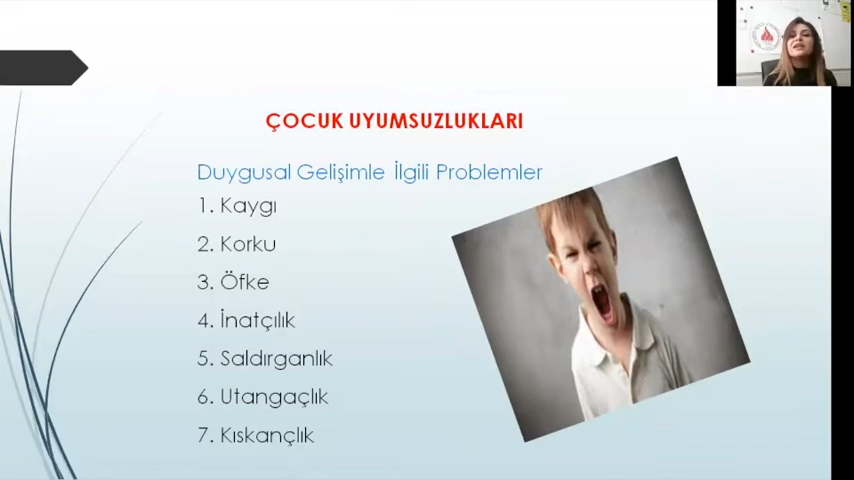 ÇOCUK UYUMSUZLUKLARI
Duygusal Gelişimle İlgili Problemler
1. Kaygı
2. Korku
3. Öfke
4. İnatçılık
5. Saldırganlık
6. Utangaçlık
7. Kıskançlık